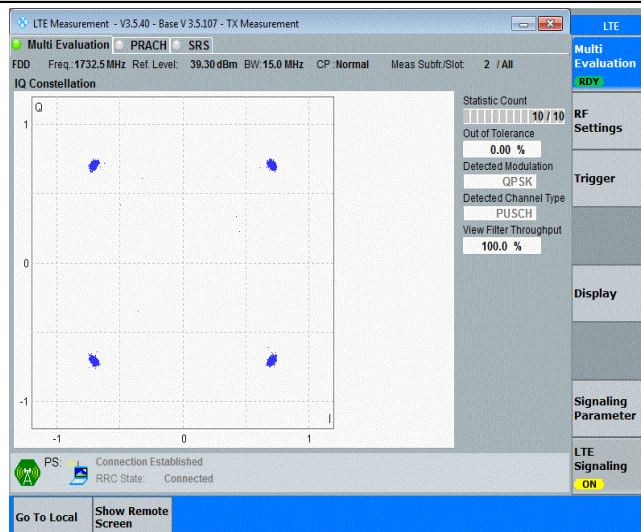 LTE Measurement - V3.5.40 - Base V 3.5.107 - TX Measurement
LTE
Multi Evaluation PRACH SRS
Multi
Evaluation
RDY
FDD Freq.:1732.5 MHz Ref. Level: 39.30 dBm BW:15.0 MHz CP :Normal Meas Subfr./Slot: 2 / All
IQ Constellation
Q
1
0
-1
I
-1 0 1
Statistic Count
10 / 10
Out of Tolerance
0.00 %
Detected Modulation
QPSK
Detected Channel Type
PUSCH
View Filter Throughput
100.0 %
RF
Settings
Trigger
Display
Signaling
Parameter
LTE
Signaling
ON
PS: Connection Established
RRC State: Connected
Go To Local
Show Remote
Screen